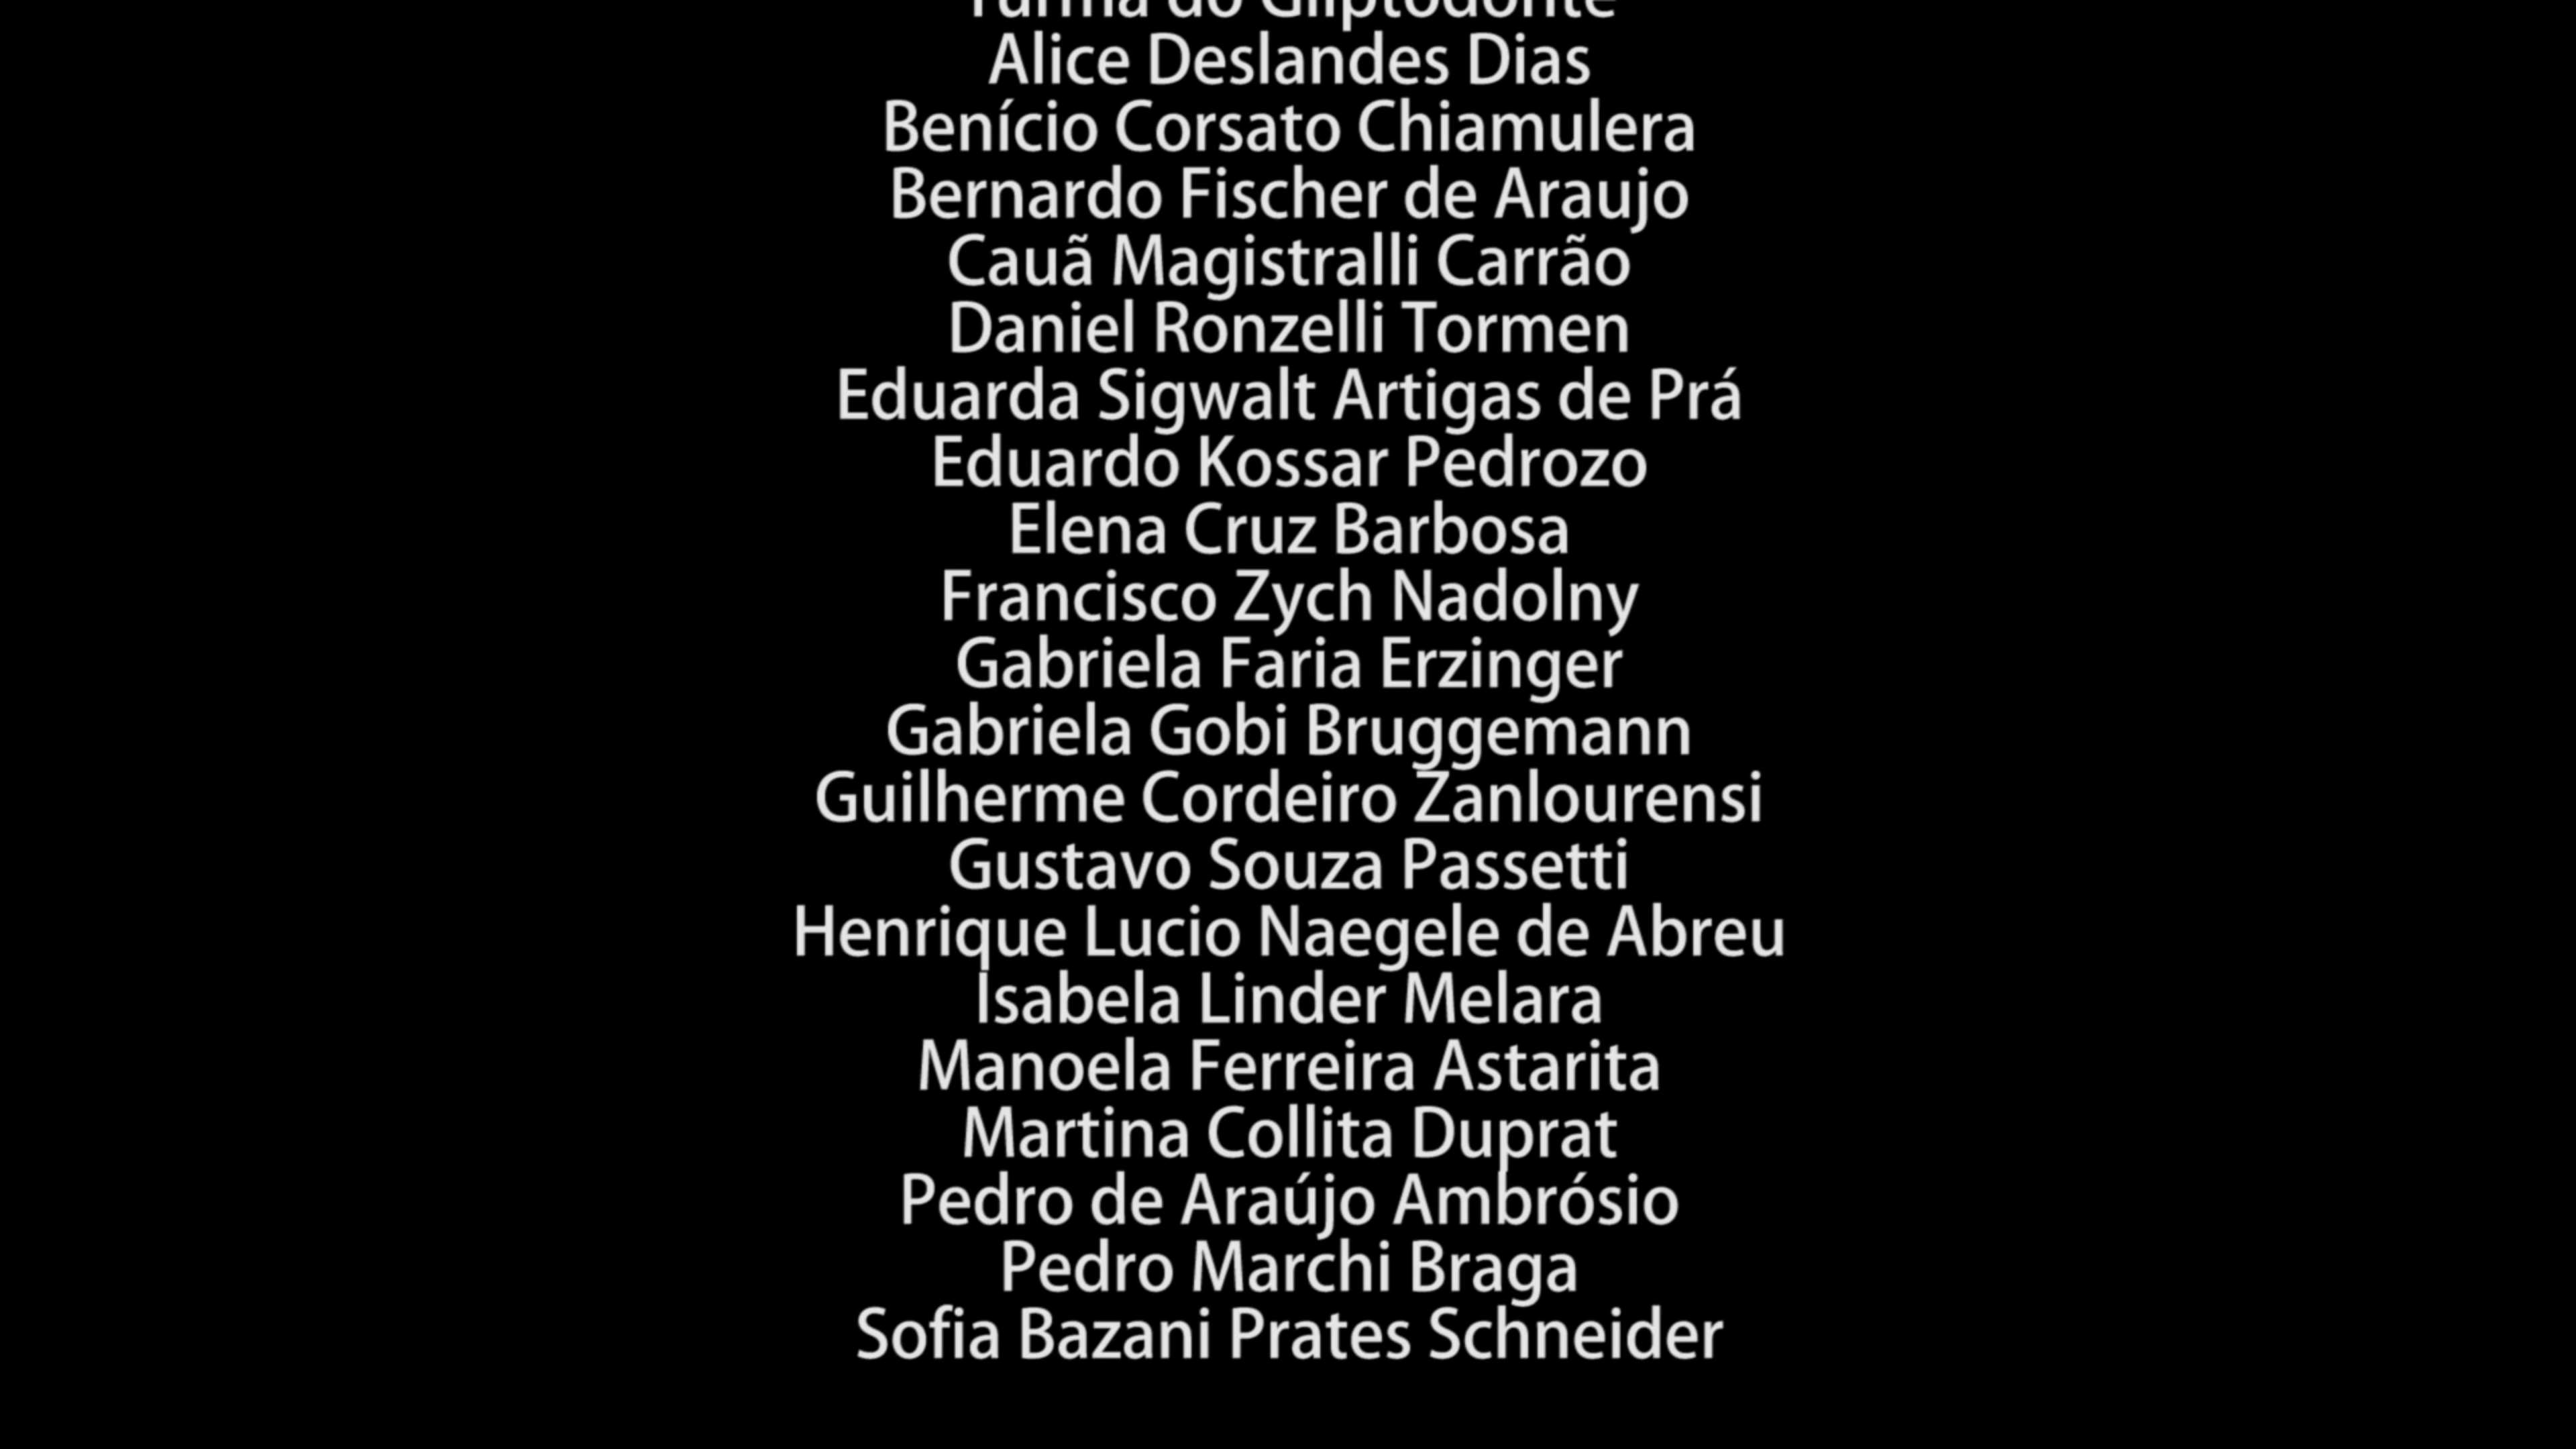 Turma do Gliptodonte
Alice Deslandes Dias
Benício Corsato Chiamulera
Bernardo Fischer de Araujo
Cauã Magistralli Carrão
Daniel Ronzelli Tormen
Eduarda Sigwalt Artigas de Prá
Eduardo Kossar Pedrozo
Elena Cruz Barbosa
Francisco Zych Nadolny
Gabriela Faria Erzinger
Gabriela Gobi Bruggemann
Guilherme Cordeiro Zanlourensi
Gustavo Souza Passetti
Henrique Lucio Naegele de Abreu
Isabela Linder Melara
Manoela Ferreira Astarita
Martina Collita Duprat
Pedro de Araújo Ambrósio
Pedro Marchi Braga
Sofia Bazani Prates Schneider